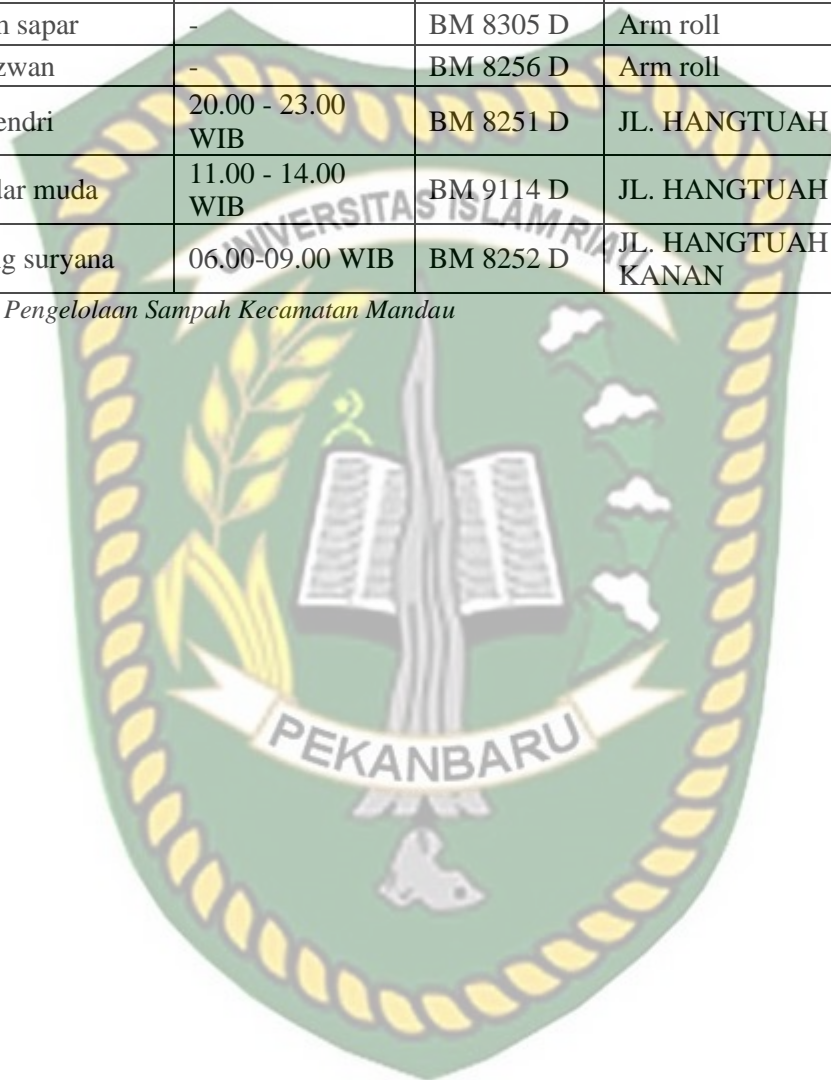 n sapar - BM 8305 D Arm roll
zwan - BM 8256 D Arm roll
endri 20.00 - 23.00 WIB BM 8251 D JL. HANGTUAH
lar muda 11.00 - 14.00 WIB BM 9114 D JL. HANGTUAH
g suryana 06.00-09.00 WIB BM 8252 D JL. HANGTUAH KANAN
Pengelolaan Sampah Kecamatan Mandau
UNIVERSITAS ISLAM RIAU
PEKANBARU